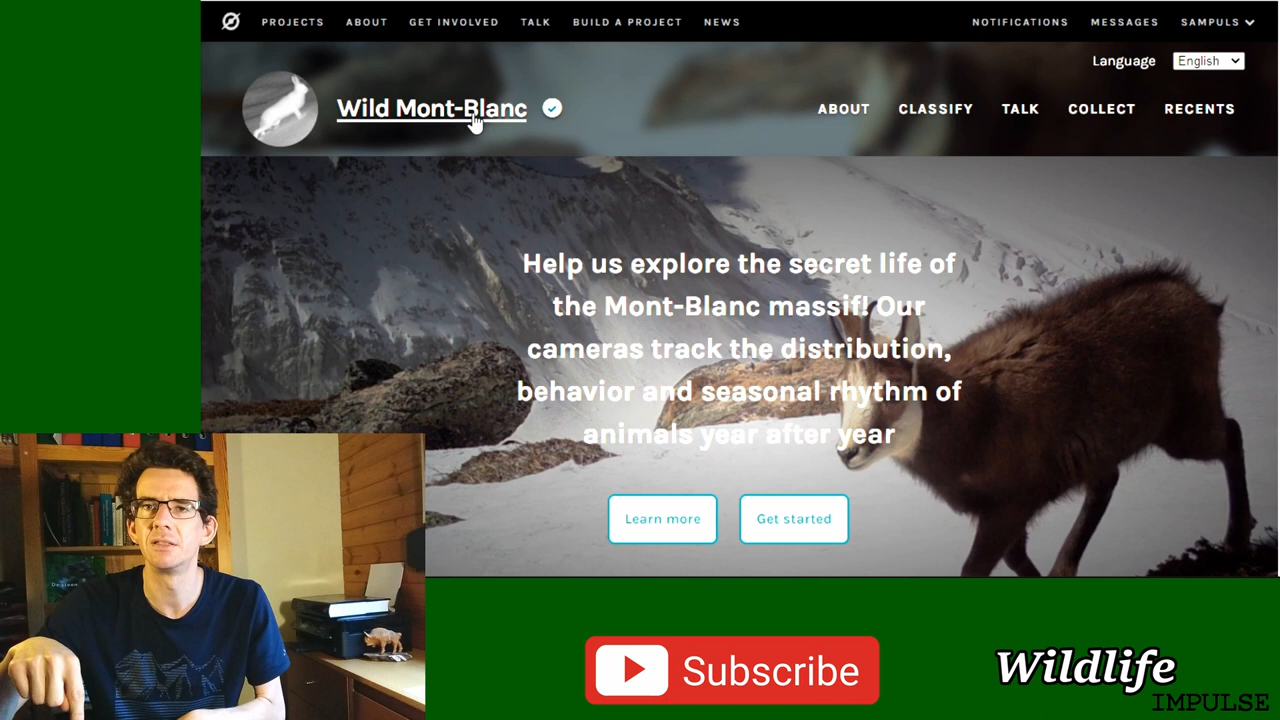 PROJECTS ABOUT GET INVOLVED TALK BUILD A PROJECT NEWS NOTIFICATIONS MESSAGES SAMPULS
Language English
Wild Mont-Blanc ABOUT CLASSIFY TALK COLLECT RECENTS
Help us explore the secret life of
the Mont-Blanc massif! Our
cameras track the distribution,
behavior and seasonal rhythm of
animals year after year
Learn more Get started
Subscribe
Wildlife
IMPULSE